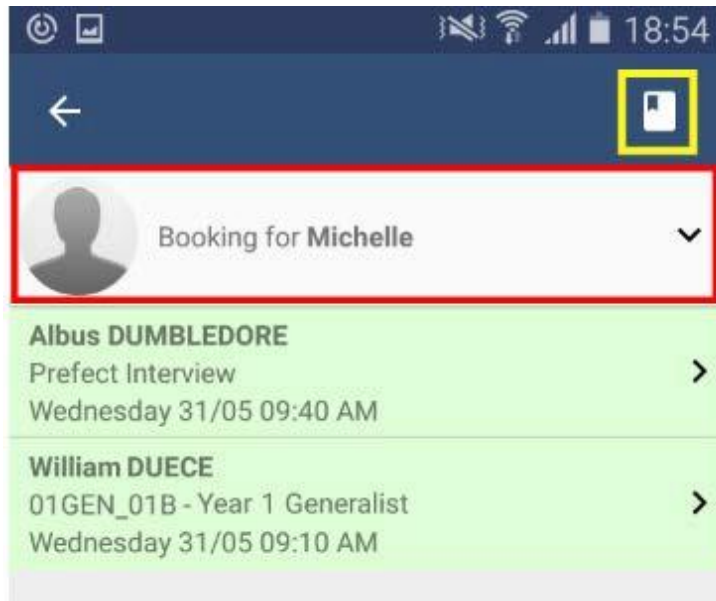 18:54
Booking for Michelle
Albus DUMBLEDORE
Prefect Interview
Wednesday 31/05 09:40 AM
William DUECE
01GEN_01B - Year 1 Generalist
Wednesday 31/05 09:10 AM